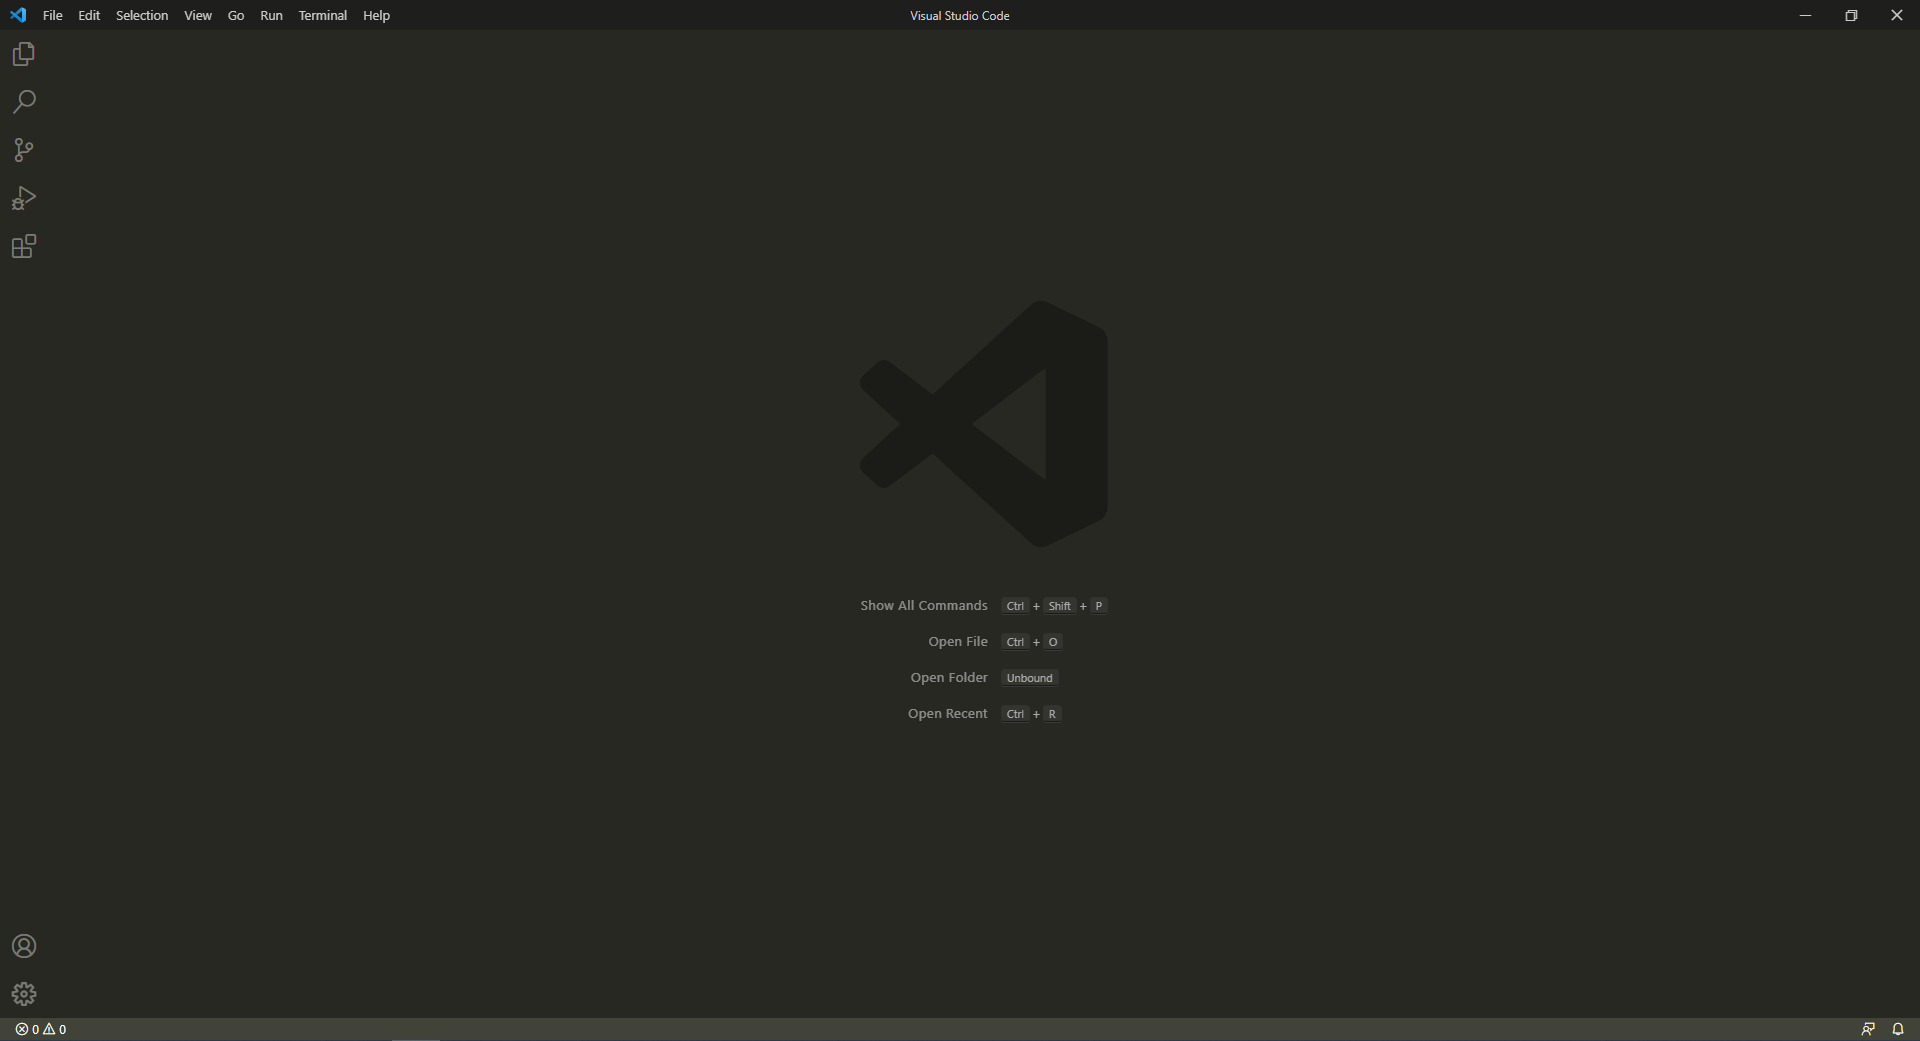 File Edit Selection View Go Run Terminal Help Visual Studio Code
Show All Commands Ctrl + Shift + P
Open File Ctrl + O
Open Folder Unbound
Open Recent Ctrl + R
0 0